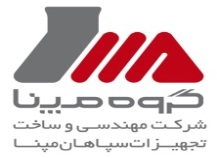 گروه مپنا
شرکت مهندسی و ساخت
تجهیزات سپاهان مپنا